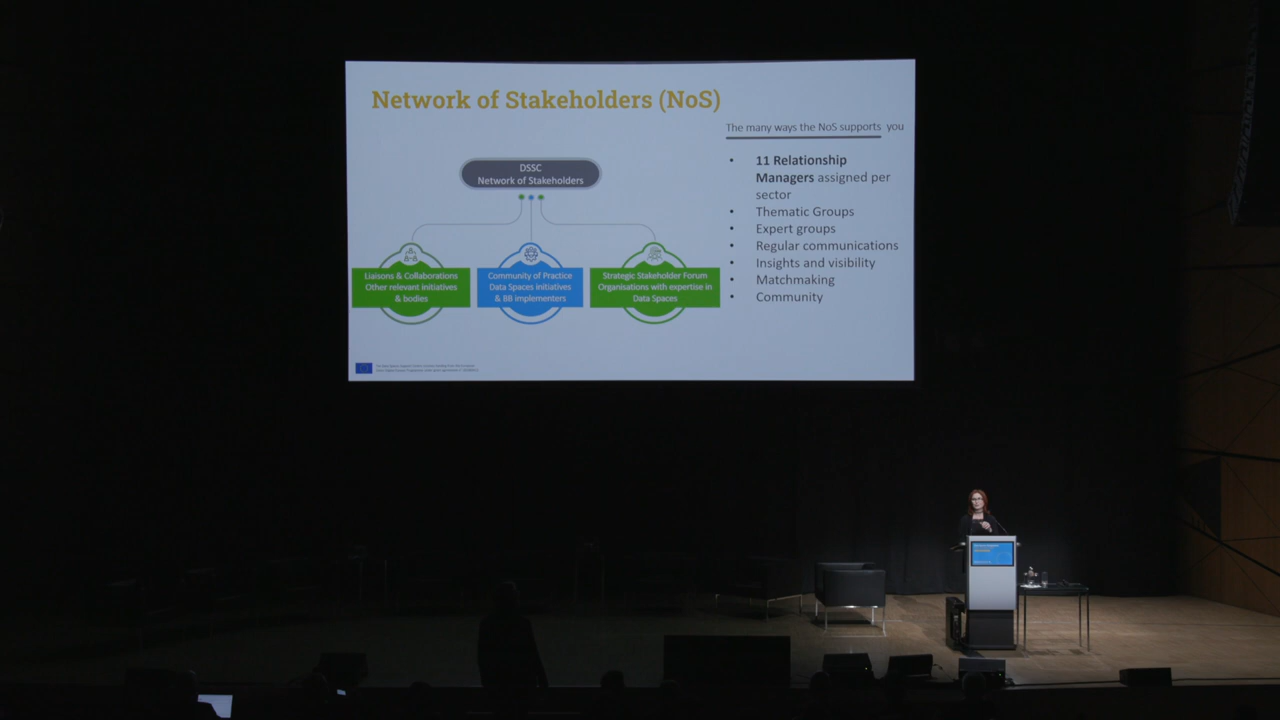 Network of Stakeholders (NoS)
The many ways the NoS supports you
DSSC
Network of Stakeholders
Liaisons & Collaborations
Other relevant initiatives
& bodies
Community of Practice
Data Spaces initiatives
& BB implementers
Strategic Stakeholder Forum
Organisations with expertise in
Data Spaces
• 11 Relationship
Managers assigned per
sector
• Thematic Groups
• Expert groups
• Regular communications
• Insights and visibility
• Matchmaking
• Community